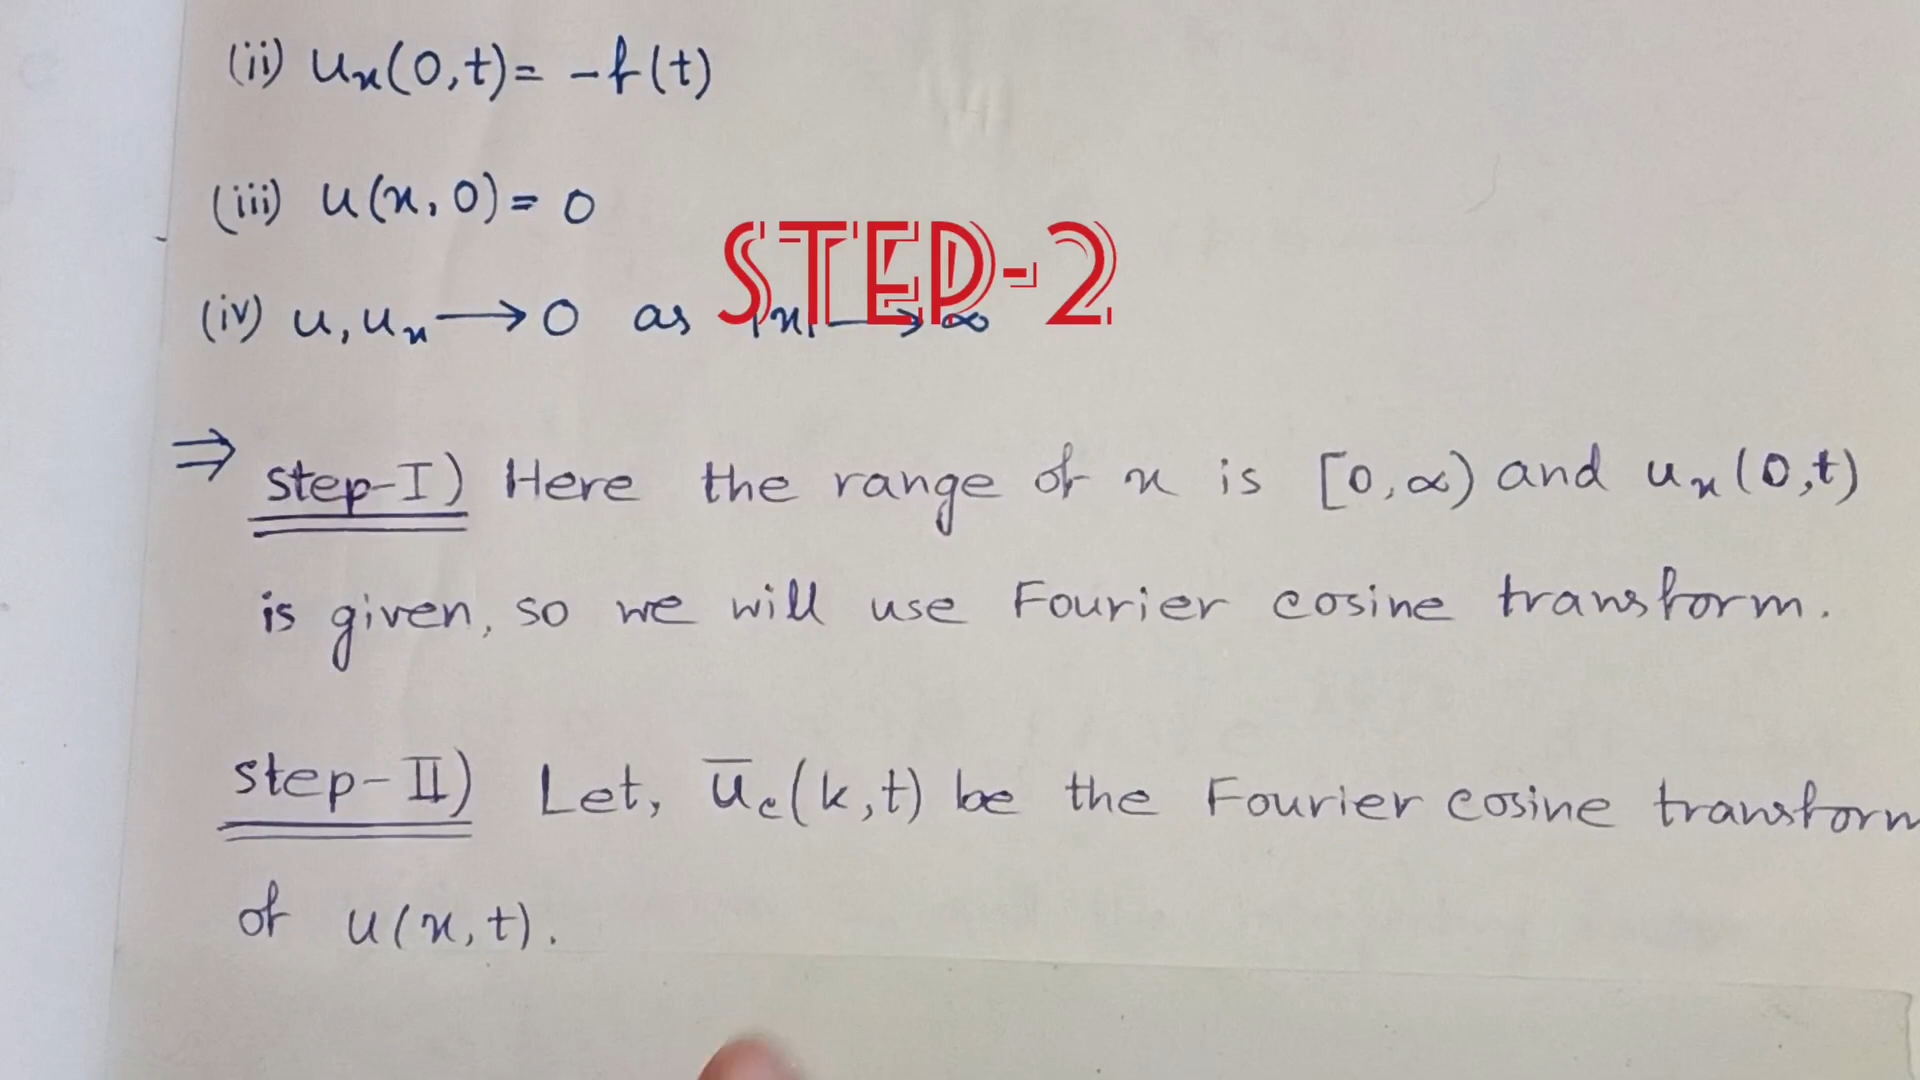 (ii) uₓ(0,t)= -f(t)
(iii) u(x,0)= 0
STEP-2
(iv) u, uₓ → 0 as |x| → ∞
⇒ step-I) Here the range of x is [0,∞) and uₓ(0,t)
is given, so we will use Fourier cosine transform.
step-II) Let, ū_c(k,t) be the Fourier cosine transform
of u(x,t).